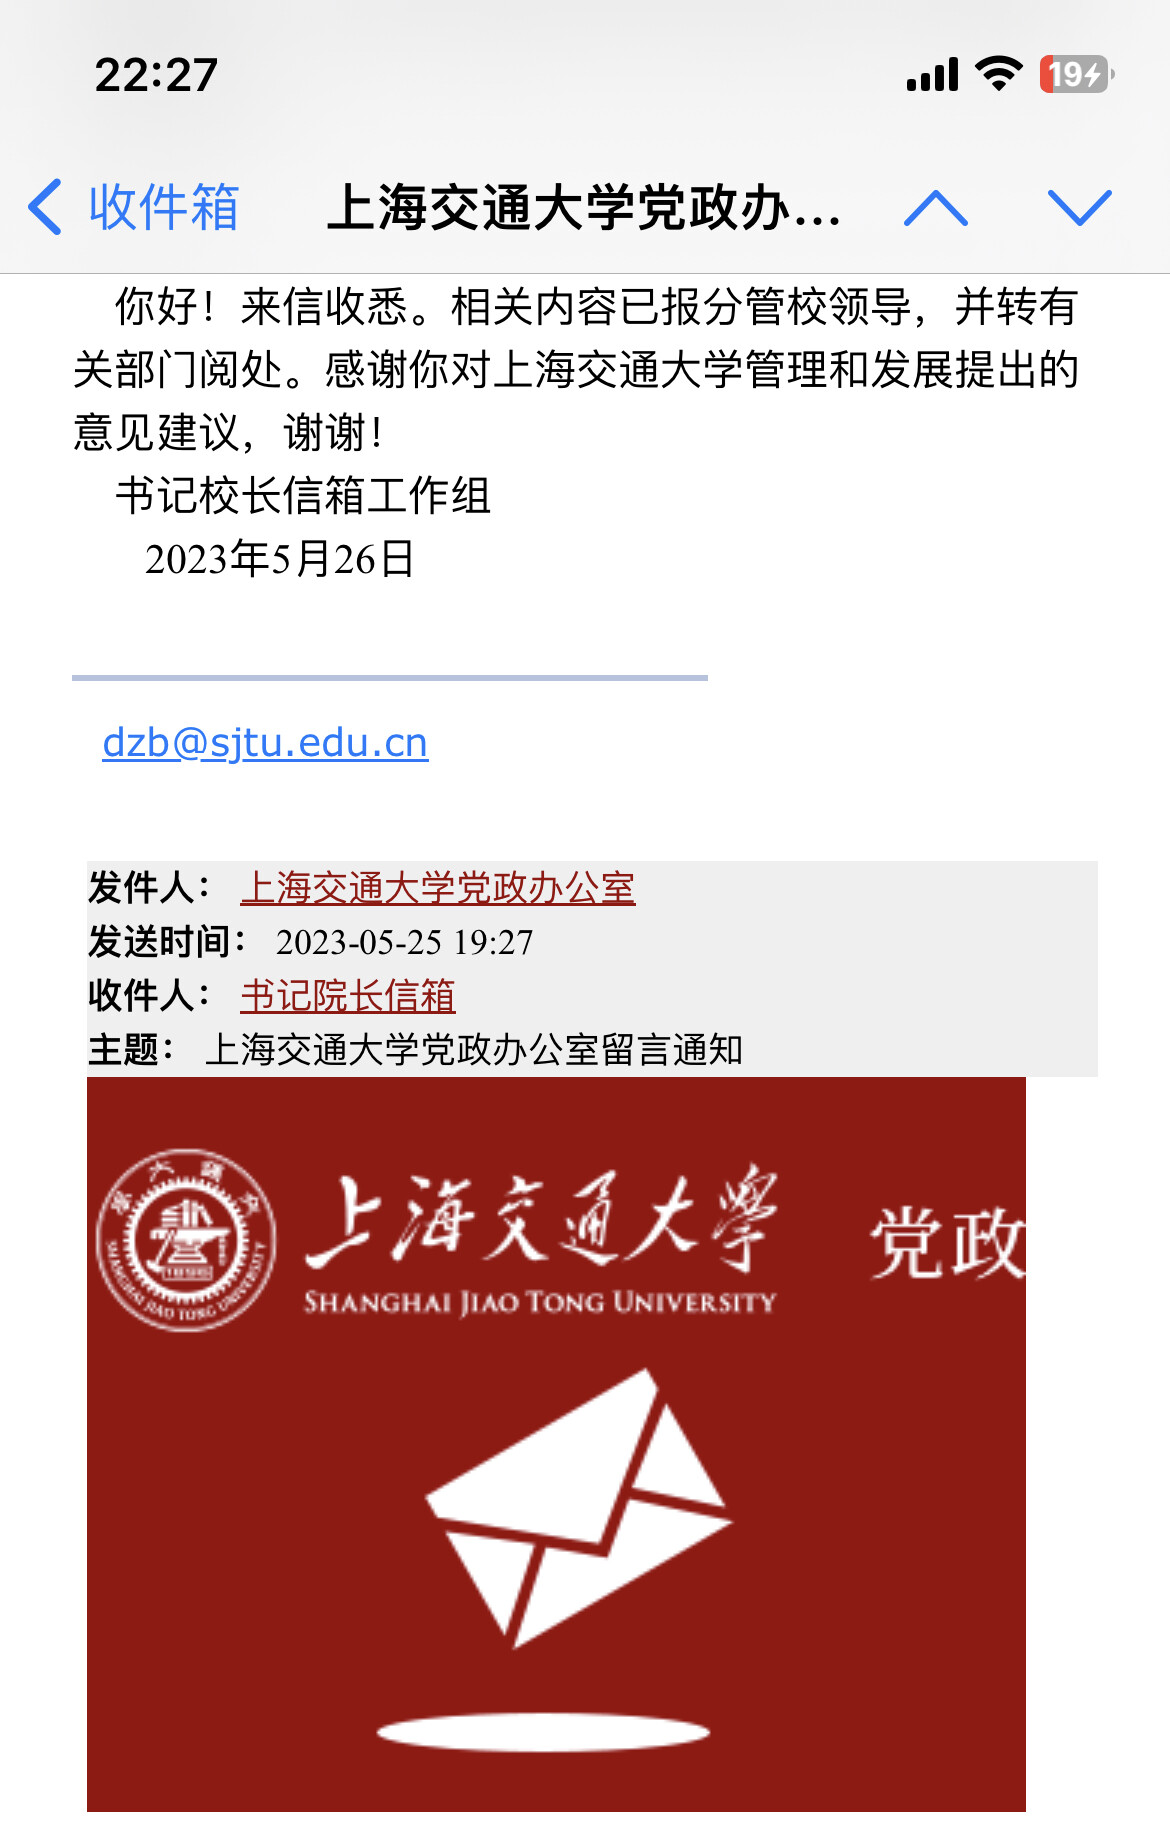 22:27
19
收件箱
上海交通大学党政办...
你好！来信收悉。相关内容已报分管校领导，并转有
关部门阅处。感谢你对上海交通大学管理和发展提出的
意见建议，谢谢！
书记校长信箱工作组
2023年5月26日
dzb@sjtu.edu.cn
发件人： 上海交通大学党政办公室
发送时间： 2023-05-25 19:27
收件人： 书记院长信箱
主题： 上海交通大学党政办公室留言通知
上海交通大學
党政
SHANGHAI JIAO TONG UNIVERSITY
SHANGHAI JIAO TONG UNIVERSITY